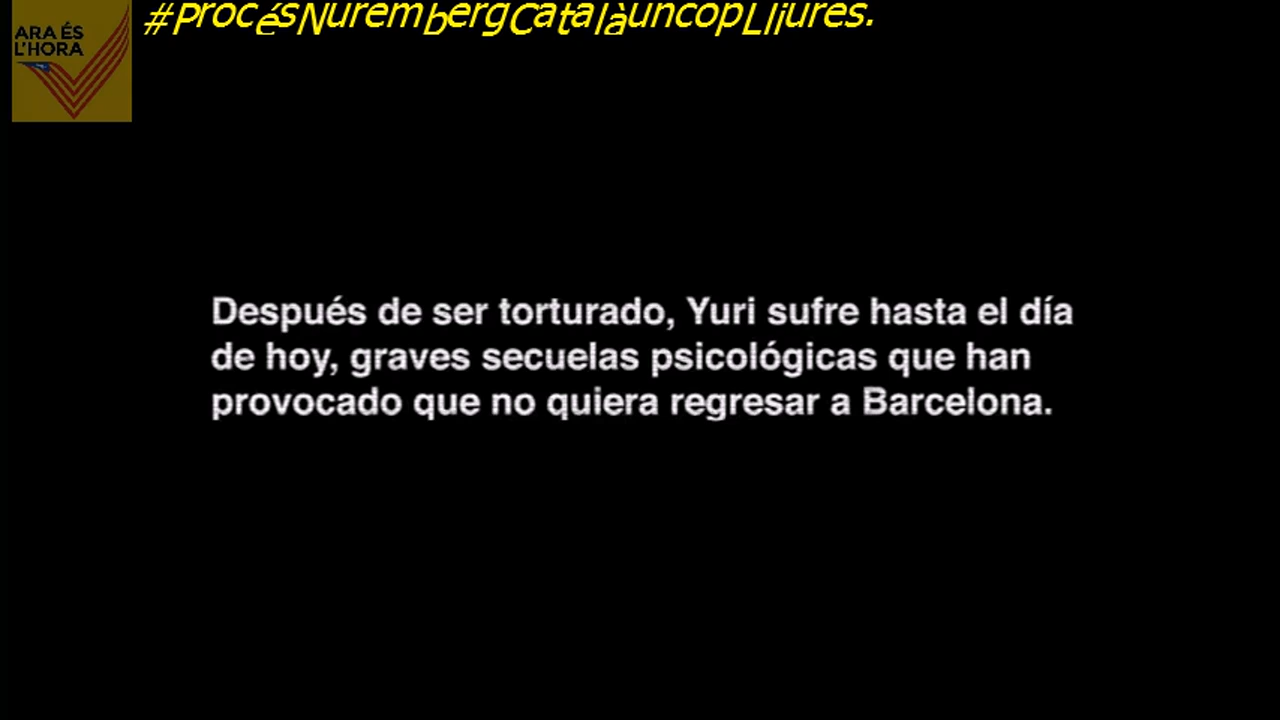 #ProcésNurembergCatalàuncopLliures.
ARA ÉS
L'HORA
Después de ser torturado, Yuri sufre hasta el día
de hoy, graves secuelas psicológicas que han
provocado que no quiera regresar a Barcelona.